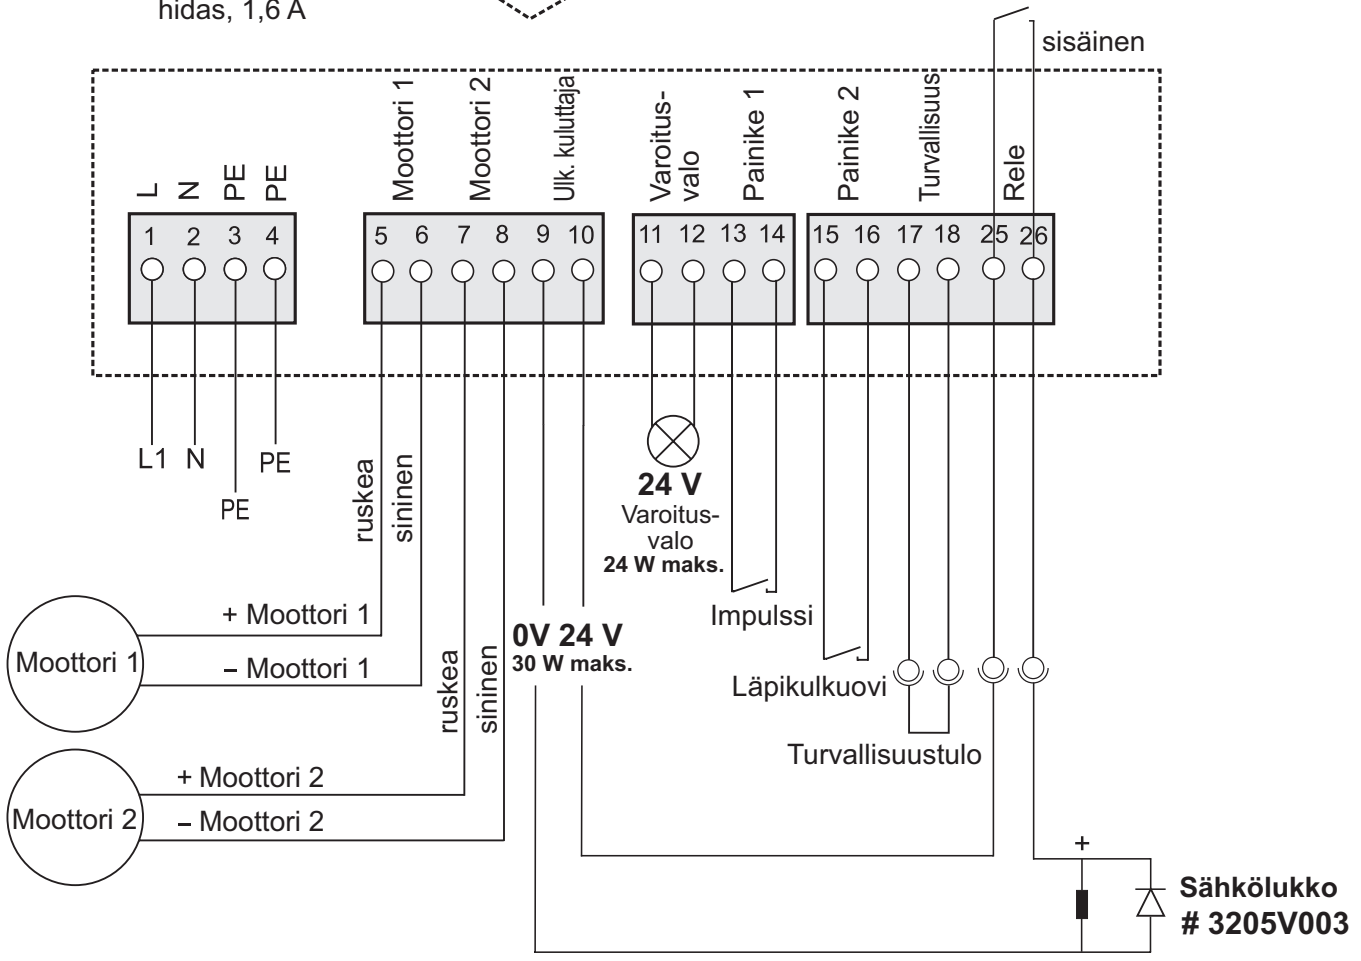 hidas, 1,6 A
sisäinen
L
N
PE
PE
Moottori 1
Moottori 2
Ulk. kuluttaja
Varoitus-
valo
Painike 1
Painike 2
Turvallisuus
Rele
1 2 3 4
5 6 7 8 9 10
11 12 13 14
15 16 17 18 25 26
L1 N
PE
PE
ruskea
sininen
24 V
Varoitus-
valo
24 W maks.
Impulssi
+ Moottori 1
Moottori 1
– Moottori 1
ruskea
sininen
0V 24 V
30 W maks.
Läpikulkuovi
Turvallisuustulo
+ Moottori 2
Moottori 2
– Moottori 2
+
Sähkölukko
# 3205V003